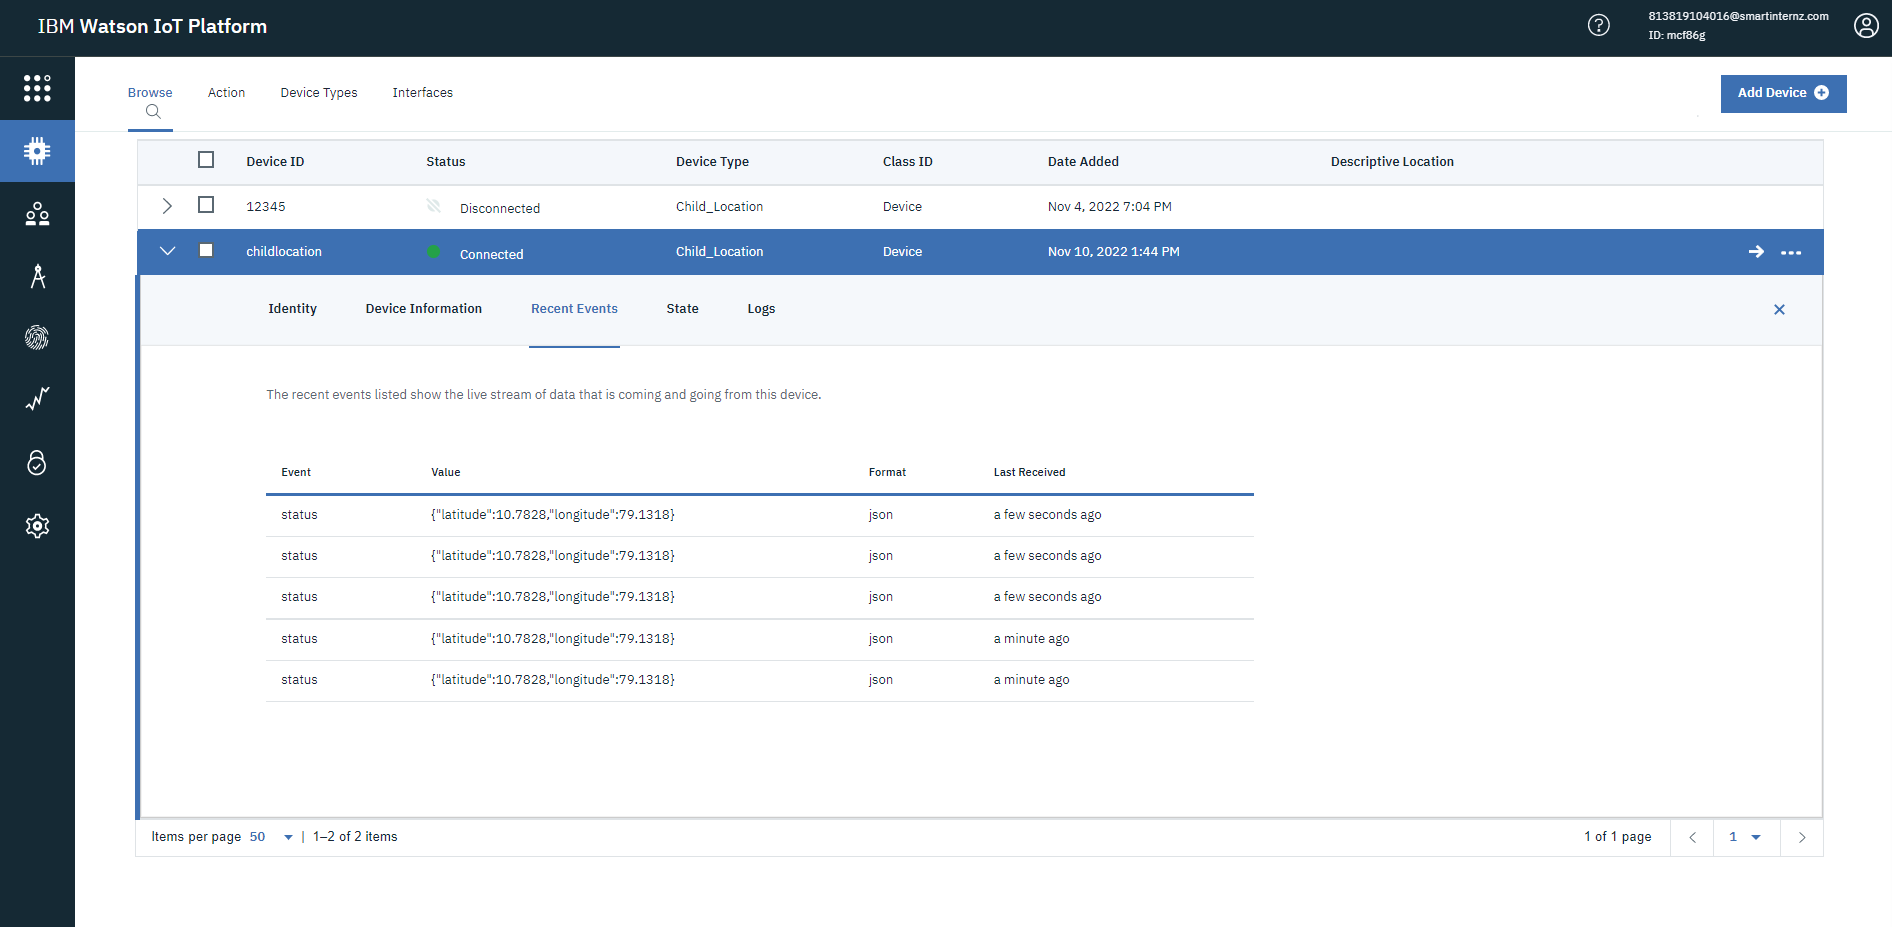 IBM Watson IoT Platform
813819104016@smartinternz.com
ID: mcf86g
Browse Action Device Types Interfaces
Add Device
Device ID Status Device Type Class ID Date Added Descriptive Location
12345 Disconnected Child_Location Device Nov 4, 2022 7:04 PM
childlocation Connected Child_Location Device Nov 10, 2022 1:44 PM
Identity Device Information Recent Events State Logs
The recent events listed show the live stream of data that is coming and going from this device.
Event Value Format Last Received
status {"latitude":10.7828,"longitude":79.1318} json a few seconds ago
status {"latitude":10.7828,"longitude":79.1318} json a few seconds ago
status {"latitude":10.7828,"longitude":79.1318} json a few seconds ago
status {"latitude":10.7828,"longitude":79.1318} json a minute ago
status {"latitude":10.7828,"longitude":79.1318} json a minute ago
Items per page 50 | 1–2 of 2 items 1 of 1 page 1